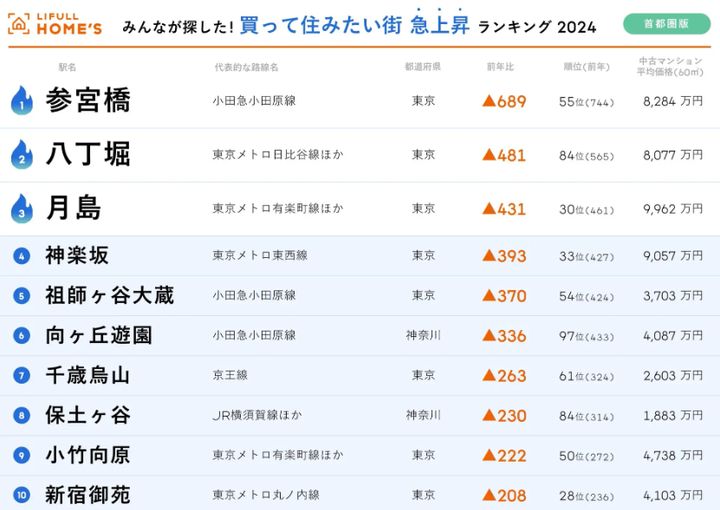 LIFULL
HOME'S
みんなが探した! 買って住みたい街 急上昇 ランキング 2024
首都圏版
駅名 代表的な路線名 都道府県 前年比 順位(前年) 中古マンション
平均価格(60㎡)
1 参宮橋 小田急小田原線 東京 ▲689 55位(744) 8,284 万円
2 八丁堀 東京メトロ日比谷線ほか 東京 ▲481 84位(565) 8,077 万円
3 月島 東京メトロ有楽町線ほか 東京 ▲431 30位(461) 9,962 万円
4 神楽坂 東京メトロ東西線 東京 ▲393 33位(427) 9,057 万円
5 祖師ヶ谷大蔵 小田急小田原線 東京 ▲370 54位(424) 3,703 万円
6 向ヶ丘遊園 小田急小田原線 神奈川 ▲336 97位(433) 4,087 万円
7 千歳烏山 京王線 東京 ▲263 61位(324) 2,603 万円
8 保土ヶ谷 JR横須賀線ほか 神奈川 ▲230 84位(314) 1,883 万円
9 小竹向原 東京メトロ有楽町線ほか 東京 ▲222 50位(272) 4,738 万円
10 新宿御苑 東京メトロ丸ノ内線 東京 ▲208 28位(236) 4,103 万円